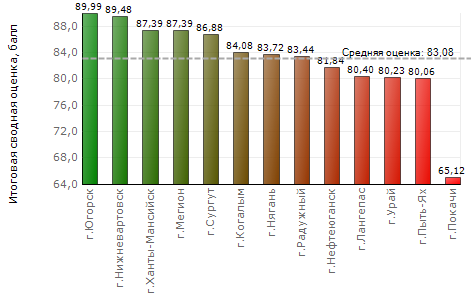 Итоговая сводная оценка, балл
88,0
84,0
80,0
76,0
72,0
68,0
64,0
89,99
89,48
87,39
87,39
86,88
84,08
83,72
83,44
81,84
80,40
80,23
80,06
65,12
Средняя оценка: 83,08
г.Югорск
г.Нижневартовск
г.Ханты-Мансийск
г.Мегион
г.Сургут
г.Когалым
г.Нягань
г.Радужный
г.Нефтеюганск
г.Лангепас
г.Урай
г.Пыть-Ях
г.Покачи